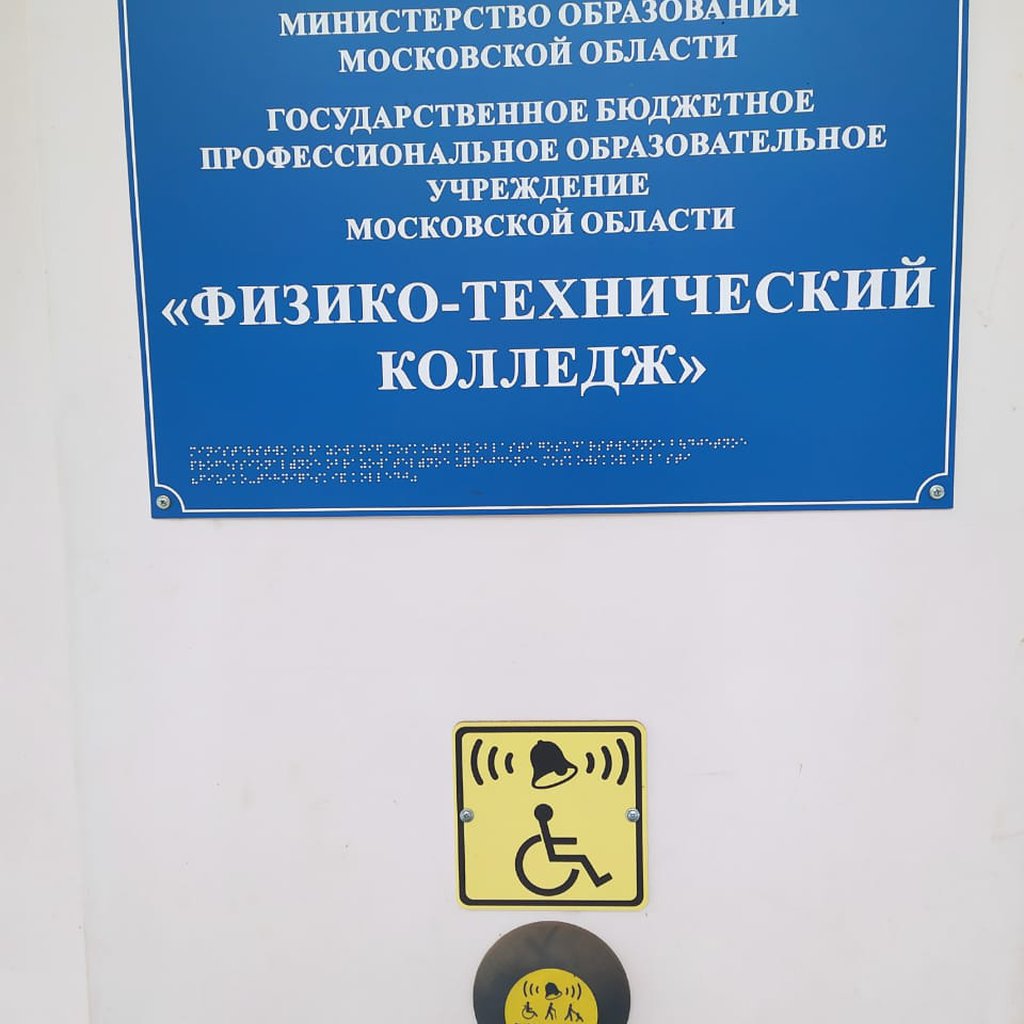 МИНИСТЕРСТВО ОБРАЗОВАНИЯ
МОСКОВСКОЙ ОБЛАСТИ
ГОСУДАРСТВЕННОЕ БЮДЖЕТНОЕ
ПРОФЕССИОНАЛЬНОЕ ОБРАЗОВАТЕЛЬНОЕ
УЧРЕЖДЕНИЕ
МОСКОВСКОЙ ОБЛАСТИ
«ФИЗИКО-ТЕХНИЧЕСКИЙ
КОЛЛЕДЖ»